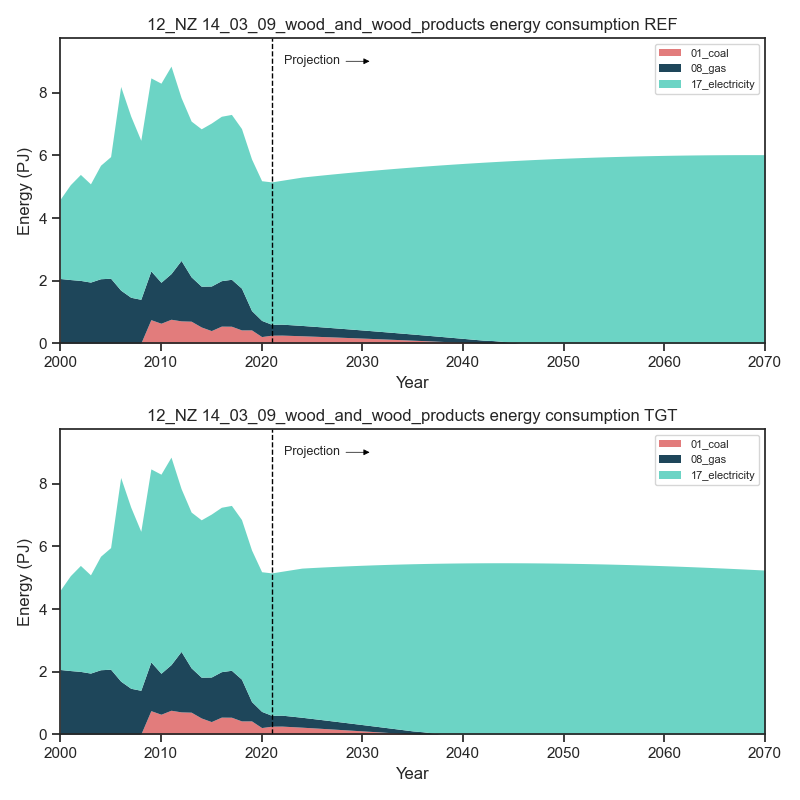 12_NZ 14_03_09_wood_and_wood_products energy consumption REF
Projection
01_coal
08_gas
17_electricity
8
6
4
2
0
Energy (PJ)
2000 2010 2020 2030 2040 2050 2060 2070
Year
12_NZ 14_03_09_wood_and_wood_products energy consumption TGT
Projection
01_coal
08_gas
17_electricity
8
6
4
2
0
Energy (PJ)
2000 2010 2020 2030 2040 2050 2060 2070
Year